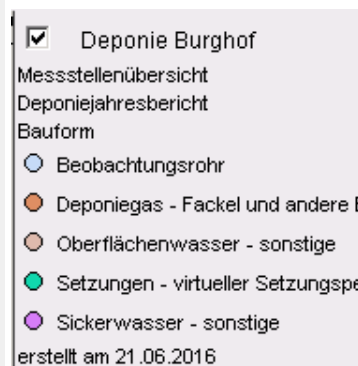 Deponie Burghof
Messstellenübersicht
Deponiejahresbericht
Bauform
Beobachtungsrohr
Deponiegas - Fackel und andere
Oberflächenwasser - sonstige
Setzungen - virtueller
Sickerwasser - sonstige
erstellt am 21.06.2016